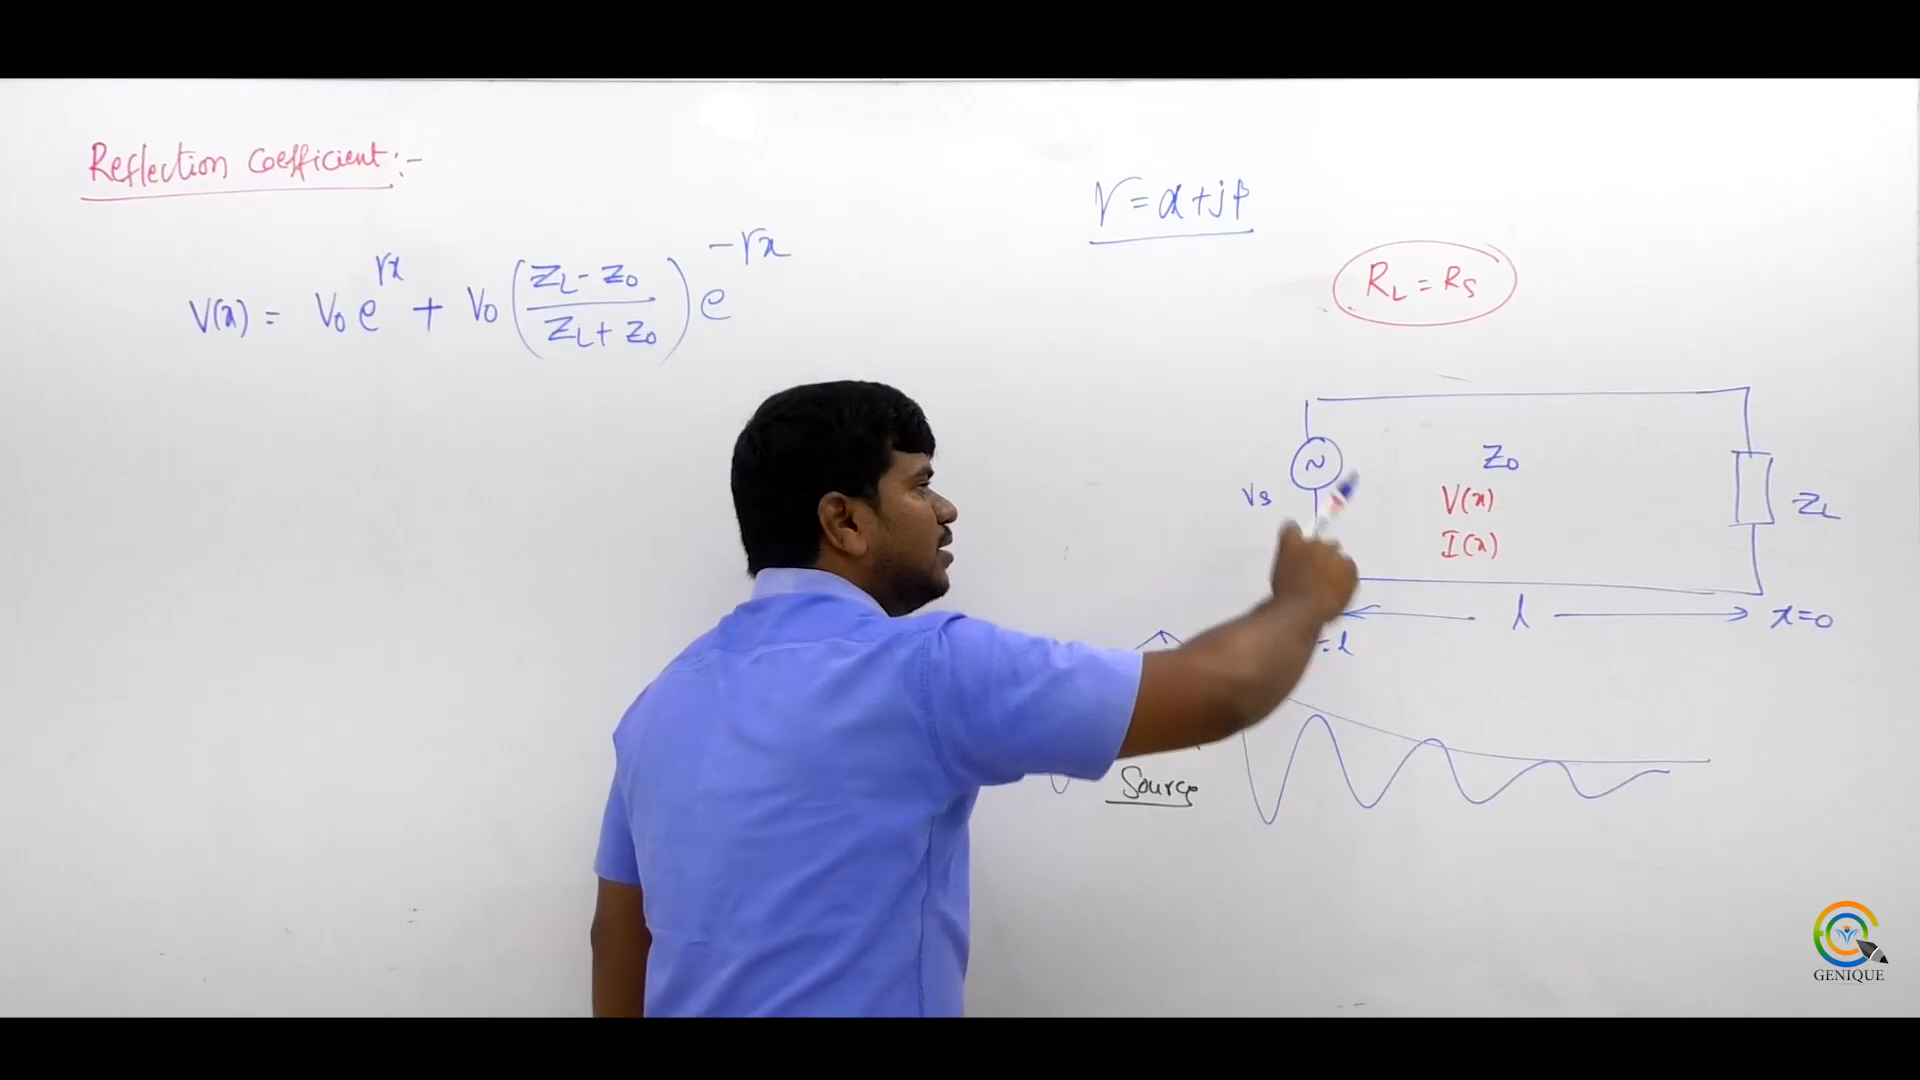 Reflection Coefficient :-
γ = α + jβ
V(x) = V₀ e^γx + V₀ ((Z_L - Z₀)/(Z_L + Z₀)) e^-γx
R_L = R_S
Z₀
Vs
V(x)
Z_L
I(x)
l
x=0
=l
Source
GENIQUE